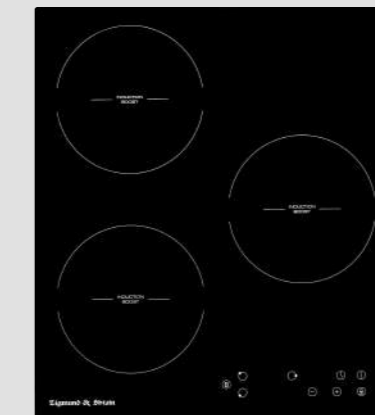 INDUCTION
BOOST
INDUCTION
BOOST
INDUCTION
BOOST
Zigmund & Shtain